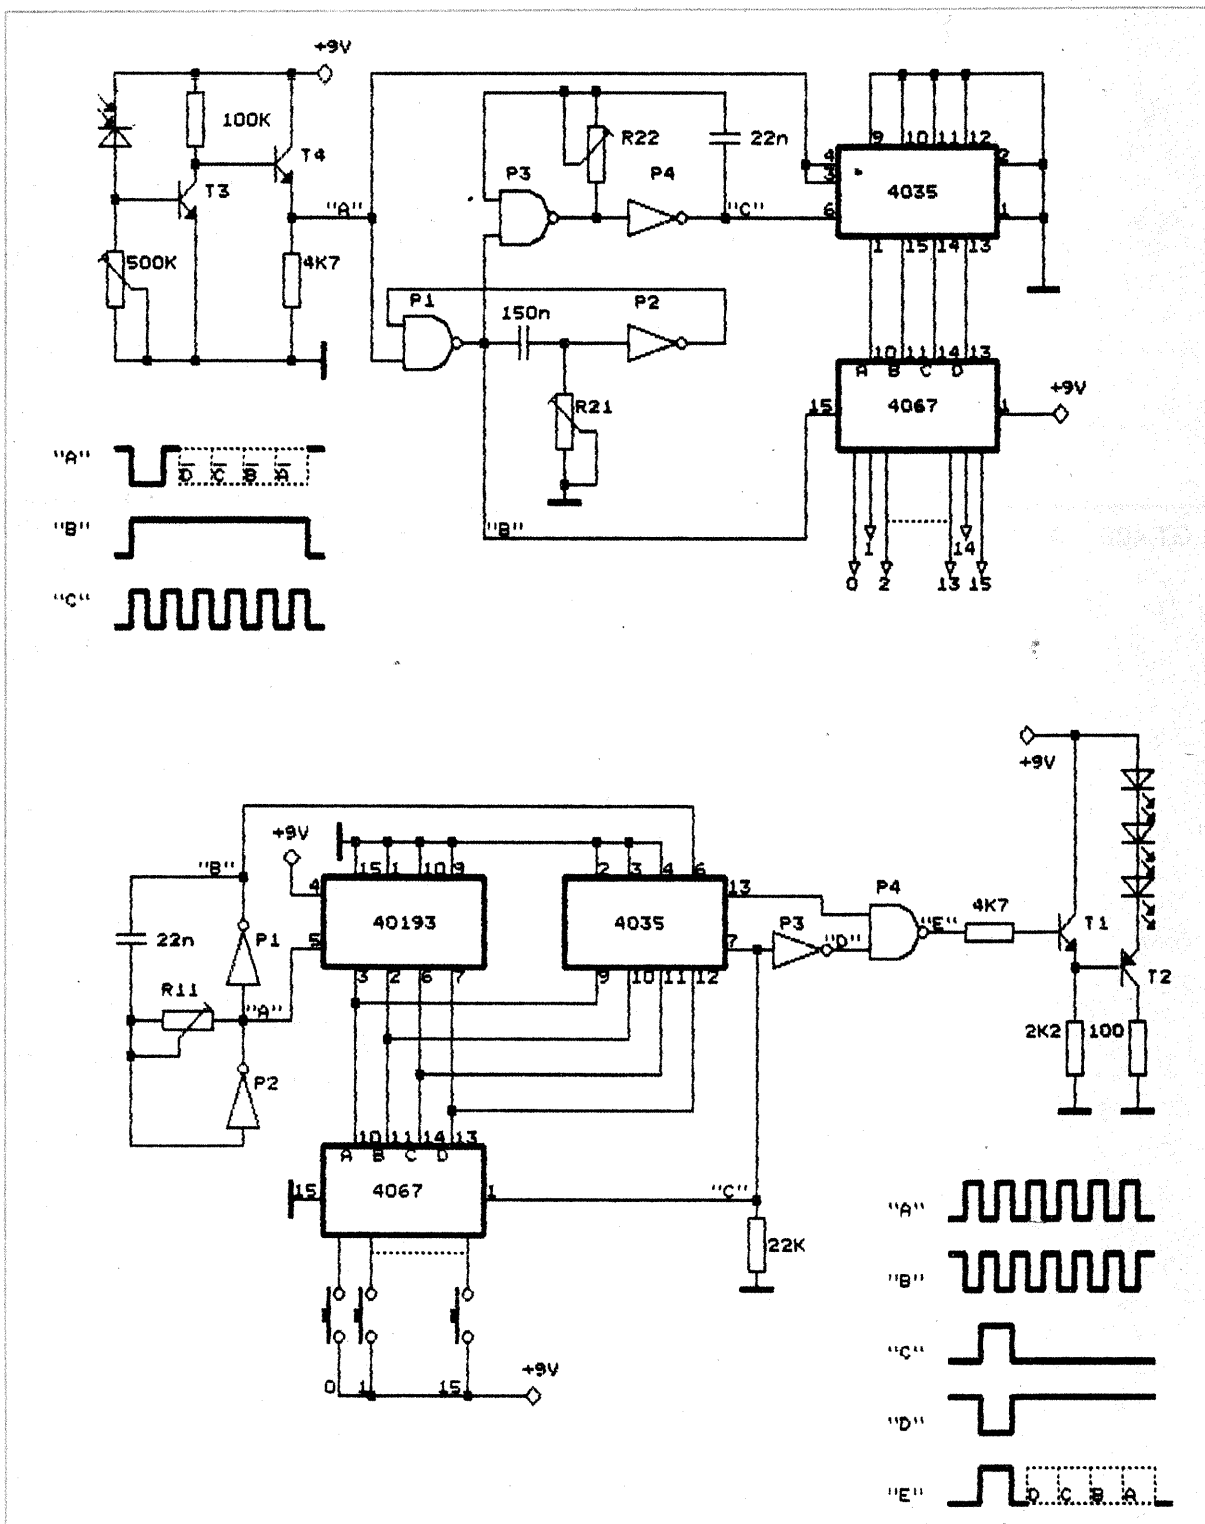 +9V
100K
T4
T3
500K
4K7
"A"
R22
22n
P3
P4
"C"
P1
150n
P2
R21
"B"
9 10 11 12
4
3
6
2
1
4035
1 15 14 13
10 11 14 13
A B C D
15
4067
1
+9V
0
1
2
13
14
15
"A"
D̅ C̅ B̅ A̅
"B"
"C"
+9V
"B"
22n
P1
R11
"A"
P2
+9V
15 1 10 9
4
5
40193
3 2 6 7
2 3 4 6
4035
13
7
9 10 11 12
P3
"D"
P4
"E"
4K7
T1
T2
2K2
100
10 11 14 13
A B C D
15
4067
1
"C"
22K
0 1 15
+9V
"A"
"B"
"C"
"D"
"E"
D C B A